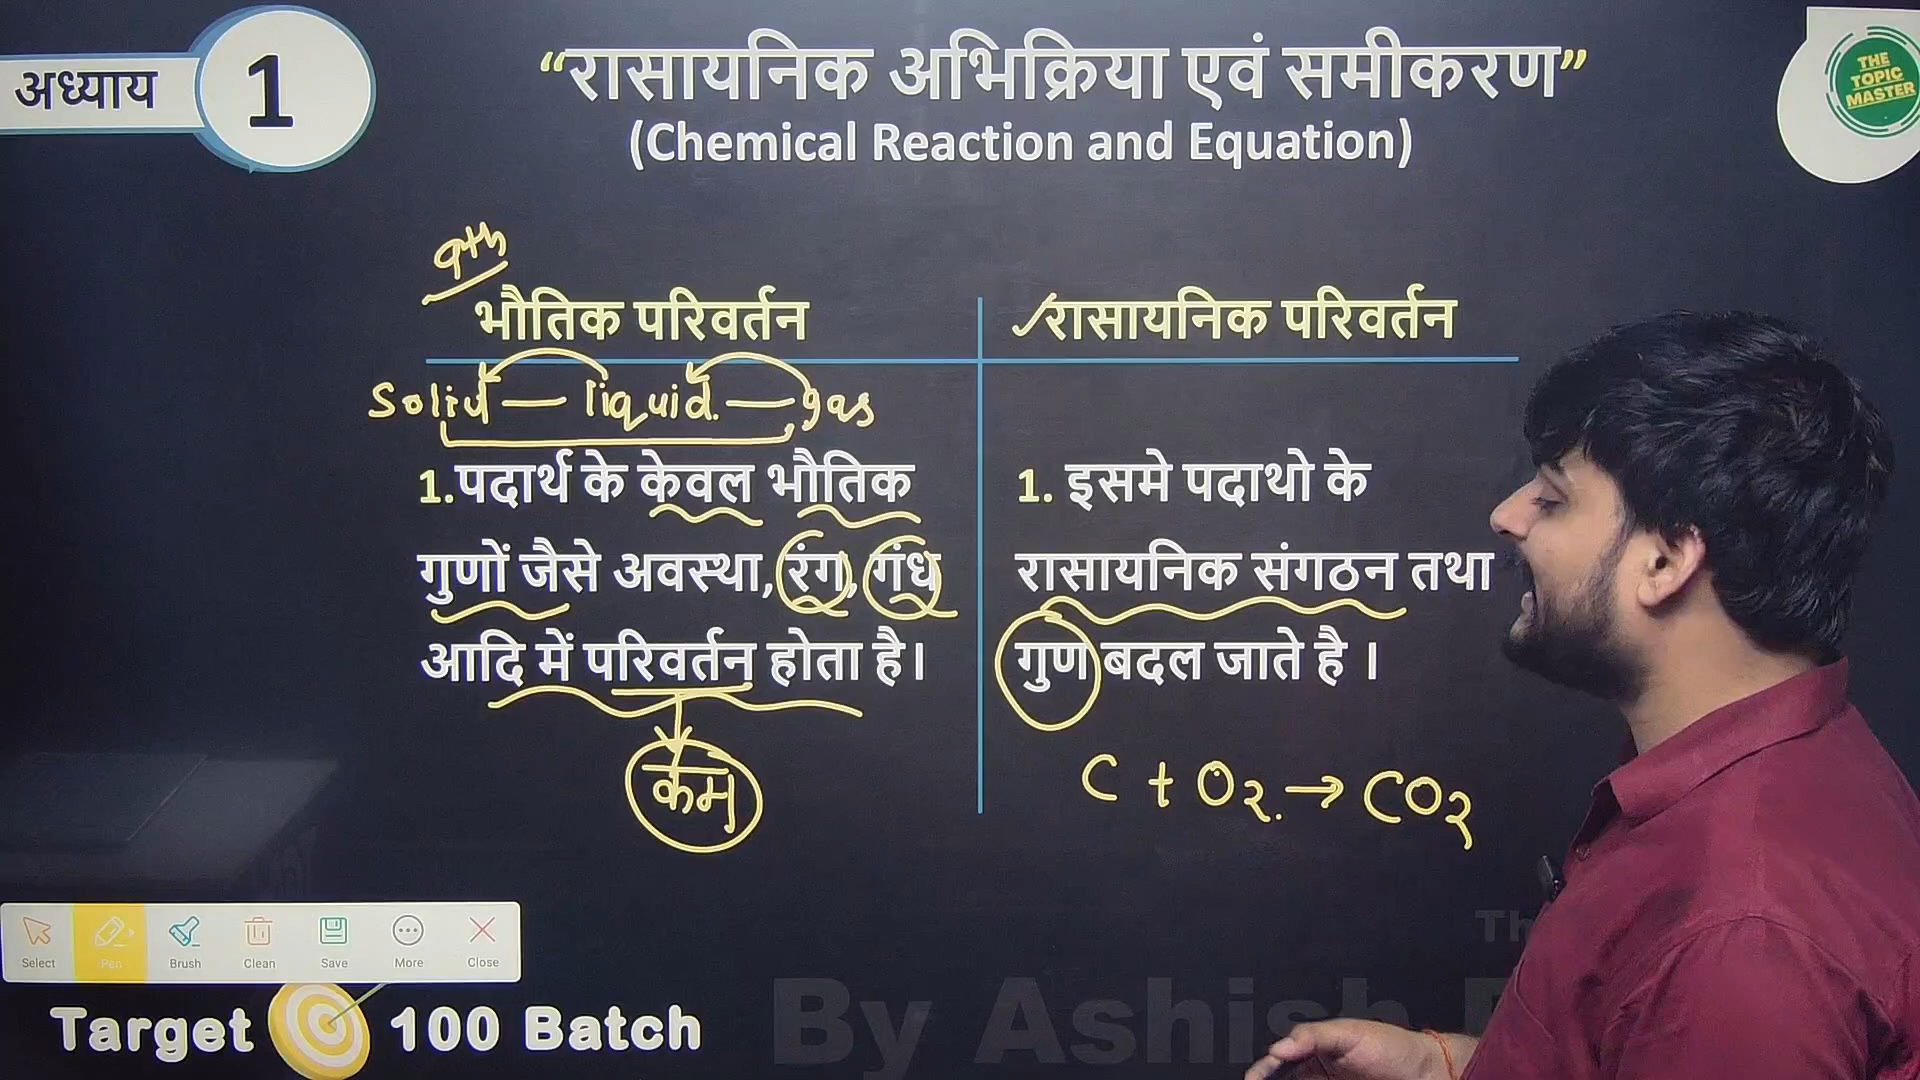 अध्याय 1
“रासायनिक अभिक्रिया एवं समीकरण”
(Chemical Reaction and Equation)
THE
TOPIC
MASTER
9th
भौतिक परिवर्तन
रासायनिक परिवर्तन
Solid — liquid. — gas
1.पदार्थ के केवल भौतिक
गुणों जैसे अवस्था, रंग, गंध
आदि में परिवर्तन होता है।
कम
1. इसमे पदाथो के
रासायनिक संगठन तथा
गुण बदल जाते है ।
C + O2. → CO2
Select Pen Brush Clean Save More Close
Th
Target 100 Batch
By Ashish